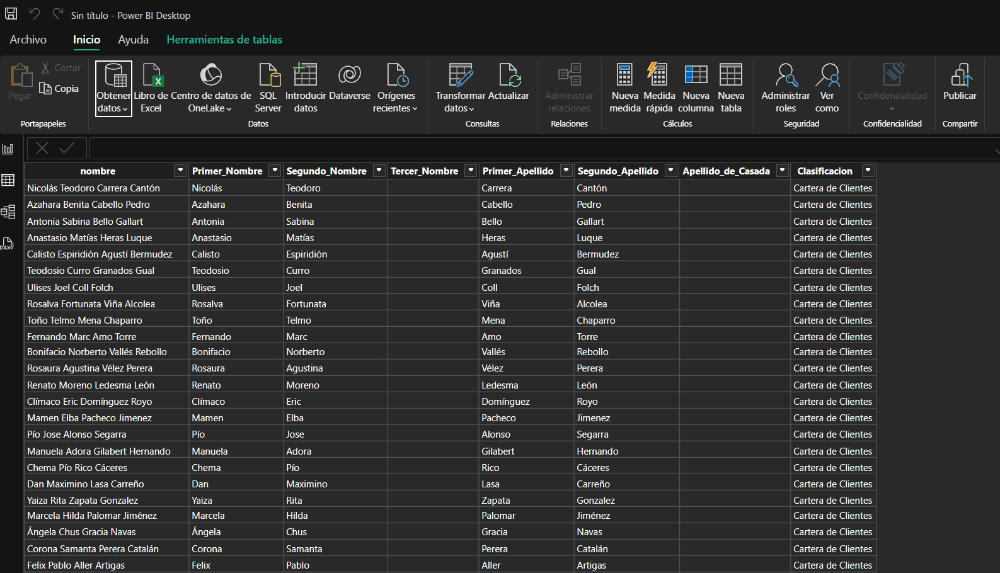 Sin título - Power BI Desktop
Archivo Inicio Ayuda Herramientas de tablas
Pegar Cortar Copia Portapapeles
Obtener datos Libro de Excel Centro de datos de OneLake SQL Server Introducir datos Dataverse Orígenes recientes Datos
Transformar datos Actualizar Consultas
Administrar relaciones Relaciones
Nueva medida Medida rápida Nueva columna Nueva tabla Cálculos
Administrar roles Ver como Seguridad
Confidencialidad Confidencialidad
Publicar Compartir
DAX
nombre Primer_Nombre Segundo_Nombre Tercer_Nombre Primer_Apellido Segundo_Apellido Apellido_de_Casada Clasificacion
Nicolás Teodoro Carrera Cantón Nicolás Teodoro Carrera Cantón Cartera de Clientes
Azahara Benita Cabello Pedro Azahara Benita Cabello Pedro Cartera de Clientes
Antonia Sabina Bello Gallart Antonia Sabina Bello Gallart Cartera de Clientes
Anastasio Matías Heras Luque Anastasio Matías Heras Luque Cartera de Clientes
Calisto Espiridión Agustí Bermudez Calisto Espiridión Agustí Bermudez Cartera de Clientes
Teodosio Curro Granados Gual Teodosio Curro Granados Gual Cartera de Clientes
Ulises Joel Coll Folch Ulises Joel Coll Folch Cartera de Clientes
Rosalva Fortunata Viña Alcolea Rosalva Fortunata Viña Alcolea Cartera de Clientes
Toño Telmo Mena Chaparro Toño Telmo Mena Chaparro Cartera de Clientes
Fernando Marc Amo Torre Fernando Marc Amo Torre Cartera de Clientes
Bonifacio Norberto Vallés Rebollo Bonifacio Norberto Vallés Rebollo Cartera de Clientes
Rosaura Agustina Vélez Perera Rosaura Agustina Vélez Perera Cartera de Clientes
Renato Moreno Ledesma León Renato Moreno Ledesma León Cartera de Clientes
Clímaco Eric Domínguez Royo Clímaco Eric Domínguez Royo Cartera de Clientes
Mamen Elba Pacheco Jimenez Mamen Elba Pacheco Jimenez Cartera de Clientes
Pío Jose Alonso Segarra Pío Jose Alonso Segarra Cartera de Clientes
Manuela Adora Gilabert Hernando Manuela Adora Gilabert Hernando Cartera de Clientes
Chema Pío Rico Cáceres Chema Pío Rico Cáceres Cartera de Clientes
Dan Maximino Lasa Carreño Dan Maximino Lasa Carreño Cartera de Clientes
Yaiza Rita Zapata Gonzalez Yaiza Rita Zapata Gonzalez Cartera de Clientes
Marcela Hilda Palomar Jiménez Marcela Hilda Palomar Jiménez Cartera de Clientes
Ángela Chus Gracia Navas Ángela Chus Gracia Navas Cartera de Clientes
Corona Samanta Perera Catalán Corona Samanta Perera Catalán Cartera de Clientes
Felix Pablo Aller Artigas Felix Pablo Aller Artigas Cartera de Clientes